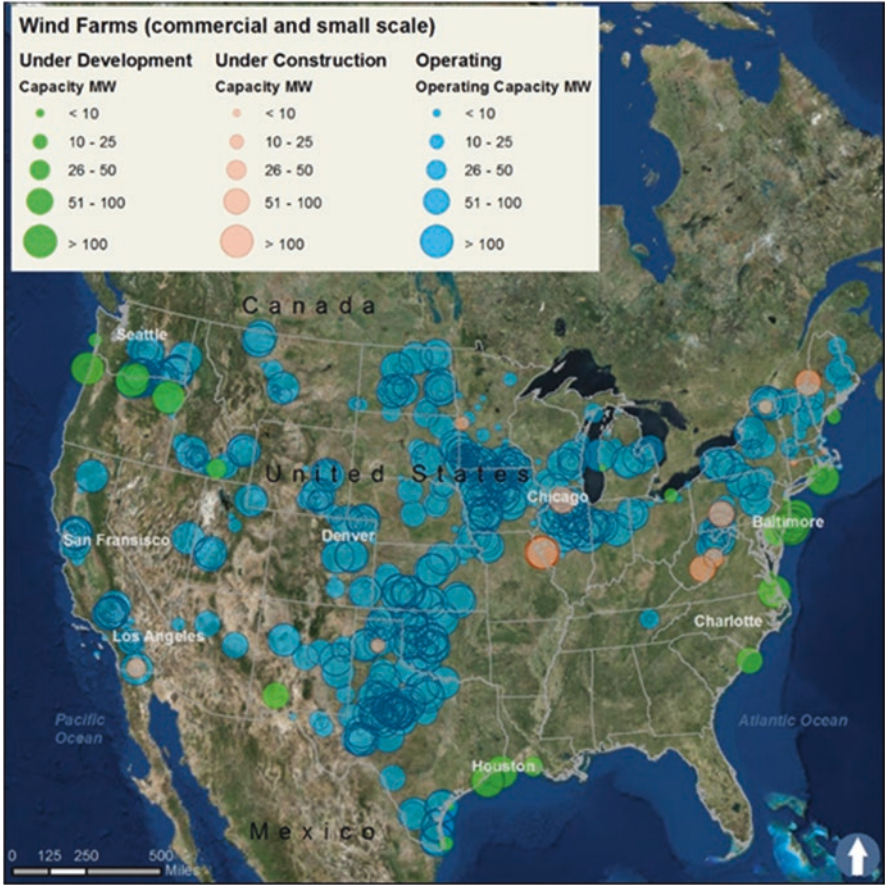 Wind Farms (commercial and small scale)
Under Development
Capacity MW
< 10
10 - 25
26 - 50
51 - 100
> 100
Under Construction
Capacity MW
< 10
10 - 25
26 - 50
51 - 100
> 100
Operating
Operating Capacity MW
< 10
10 - 25
26 - 50
51 - 100
> 100
Canada
Seattle
United States
Chicago
San Fransisco
Denver
Baltimore
Charlotte
Los Angeles
Pacific
Ocean
Atlantic Ocean
Houston
Mexico
0 125 250 500
Miles